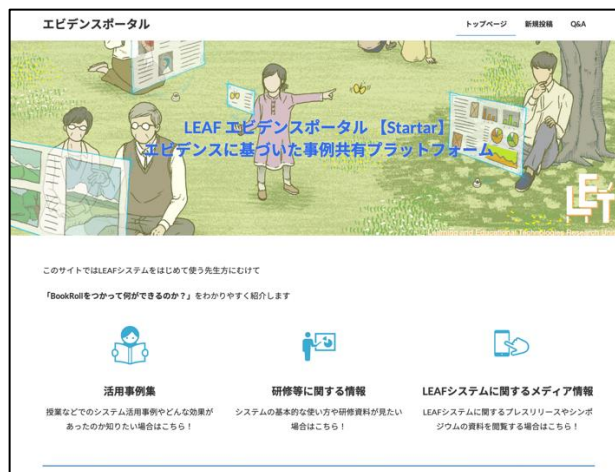 エビデンスポータル
トップページ 新規投稿 Q&A
LEAF エビデンスポータル 【Startar】
エビデンスに基づいた事例共有プラットフォーム
LET
このサイトではLEAFシステムをはじめて使う先生方にむけて
「BookRollをつかって何ができるのか?」をわかりやすく紹介します
活用事例集
授業などでのシステム活用事例やどんな効果が
あったのか知りたい場合はこちら！
研修等に関する情報
システムの基本的な使い方や研修資料が見たい
場合はこちら！
LEAFシステムに関するメディア情報
LEAFシステムに関するプレスリリースやシンポ
ジウムの資料を閲覧する場合はこちら！